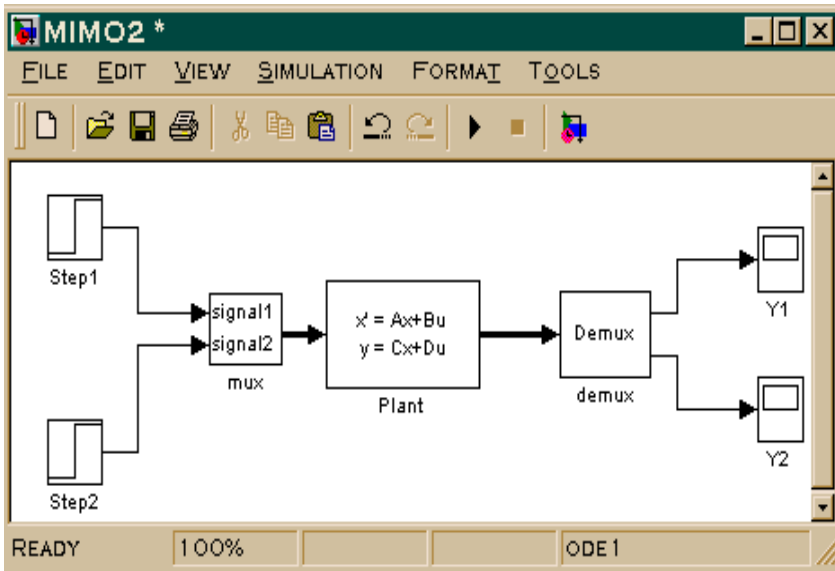 MIMO2 *
FILE EDIT VIEW SIMULATION FORMAT TOOLS
Step1
signal1
signal2
mux
x' = Ax+Bu
y = Cx+Du
Plant
Demux
demux
Y1
Step2
Y2
READY 100% ODE1